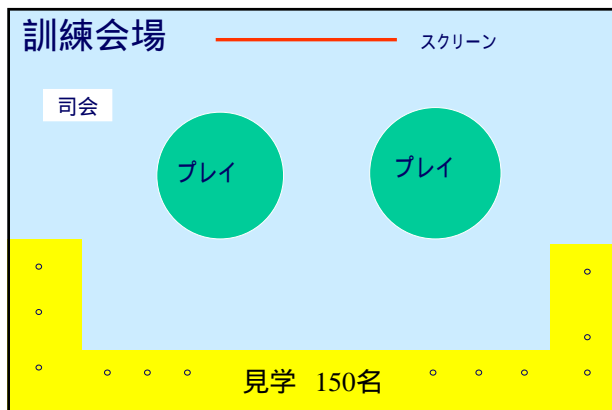 訓練会場
スクリーン
司会
プレイ
プレイ
見学 150名